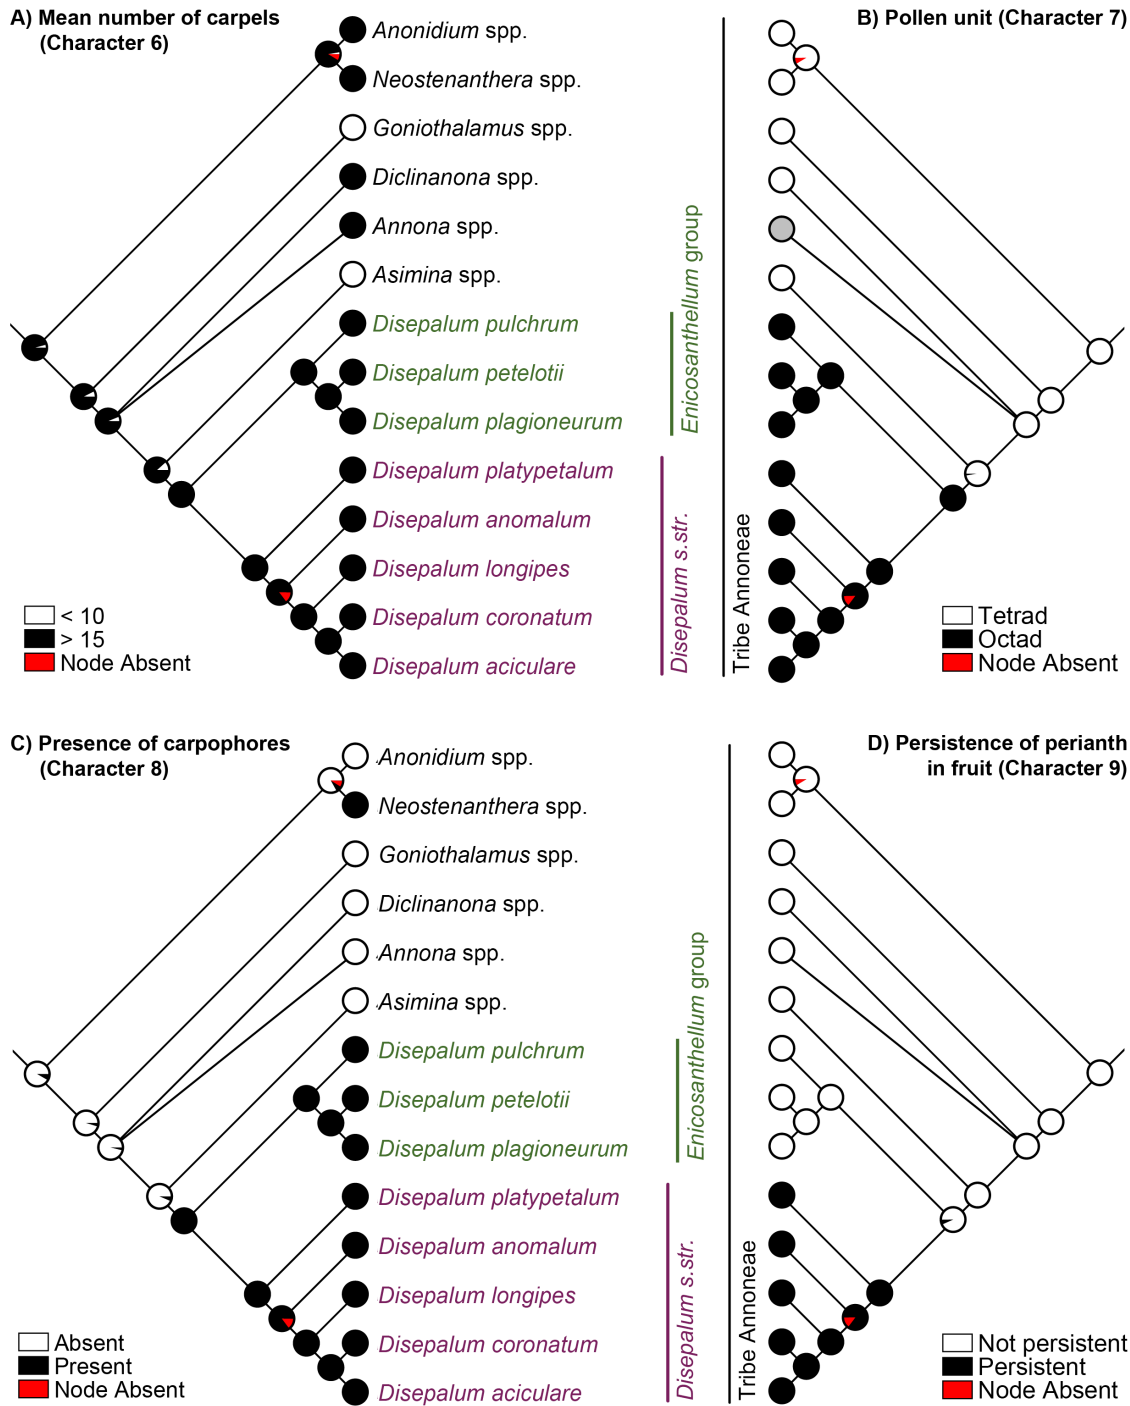 A) Mean number of carpels
(Character 6)
B) Pollen unit (Character 7)
Anonidium spp.
Neostenanthera spp.
Goniothalamus spp.
Diclinanona spp.
Annona spp.
Asimina spp.
Disepalum pulchrum
Disepalum petelotii
Disepalum plagioneurum
Disepalum platypetalum
Disepalum anomalum
Disepalum longipes
Disepalum coronatum
Disepalum aciculare
Enicosanthellum group
Disepalum s.str.
Tribe Annoneae
< 10
> 15
Node Absent
Tetrad
Octad
Node Absent
C) Presence of carpophores
(Character 8)
D) Persistence of perianth
in fruit (Character 9)
Anonidium spp.
Neostenanthera spp.
Goniothalamus spp.
Diclinanona spp.
Annona spp.
Asimina spp.
Disepalum pulchrum
Disepalum petelotii
Disepalum plagioneurum
Disepalum platypetalum
Disepalum anomalum
Disepalum longipes
Disepalum coronatum
Disepalum aciculare
Enicosanthellum group
Disepalum s.str.
Tribe Annoneae
Absent
Present
Node Absent
Not persistent
Persistent
Node Absent